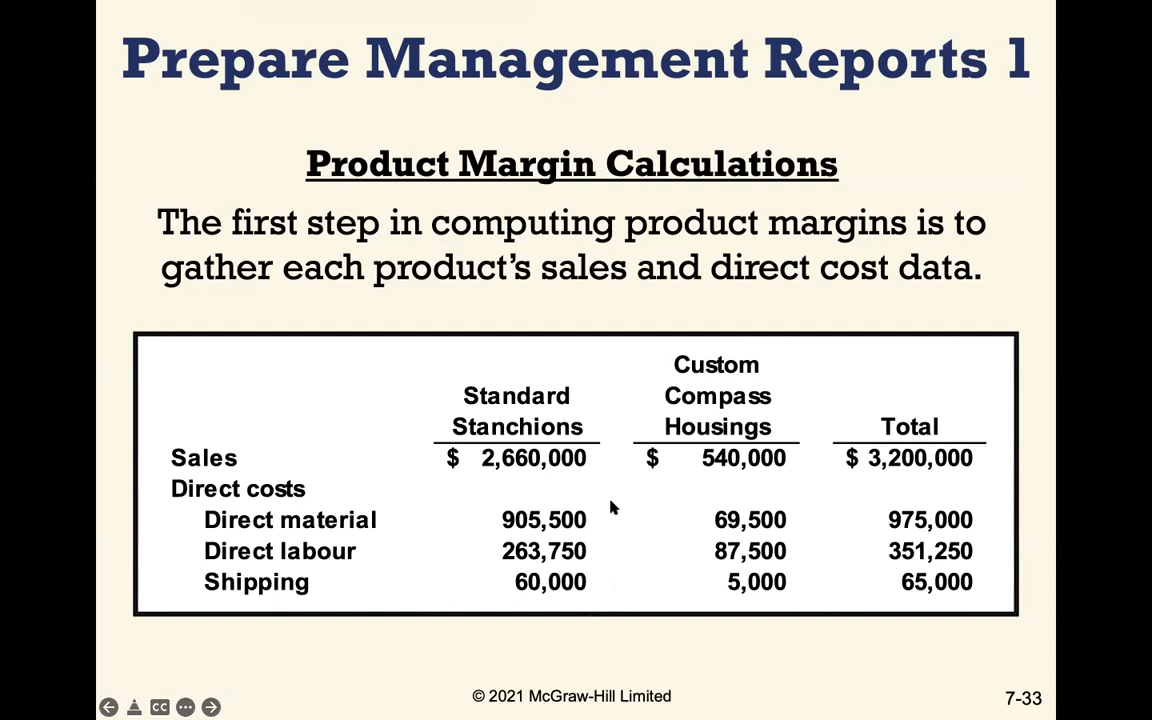 Prepare Management Reports 1
Product Margin Calculations
The first step in computing product margins is to
gather each product's sales and direct cost data.
Custom
Standard Compass
Stanchions Housings Total
Sales $ 2,660,000 $ 540,000 $ 3,200,000
Direct costs
Direct material 905,500 69,500 975,000
Direct labour 263,750 87,500 351,250
Shipping 60,000 5,000 65,000
© 2021 McGraw-Hill Limited
7-33
CC